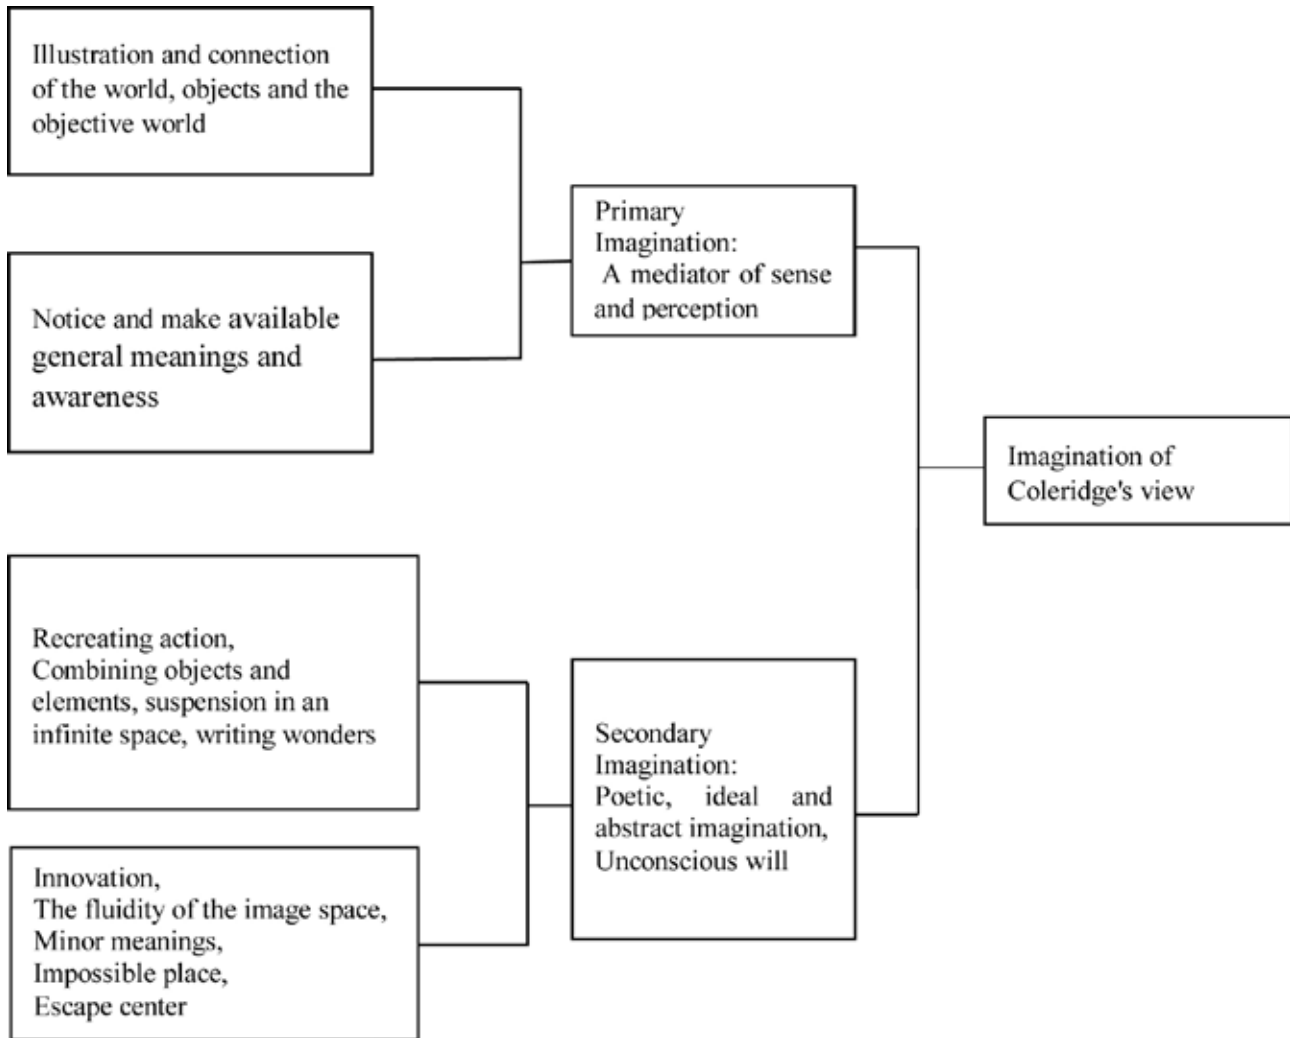 Illustration and connection
of the world, objects and the
objective world
Notice and make available
general meanings and
awareness
Primary
Imagination:
A mediator of sense
and perception
Imagination of
Coleridge's view
Recreating action,
Combining objects and
elements, suspension in an
infinite space, writing wonders
Secondary
Imagination:
Poetic, ideal and
abstract imagination,
Unconscious will
Innovation,
The fluidity of the image space,
Minor meanings,
Impossible place,
Escape center